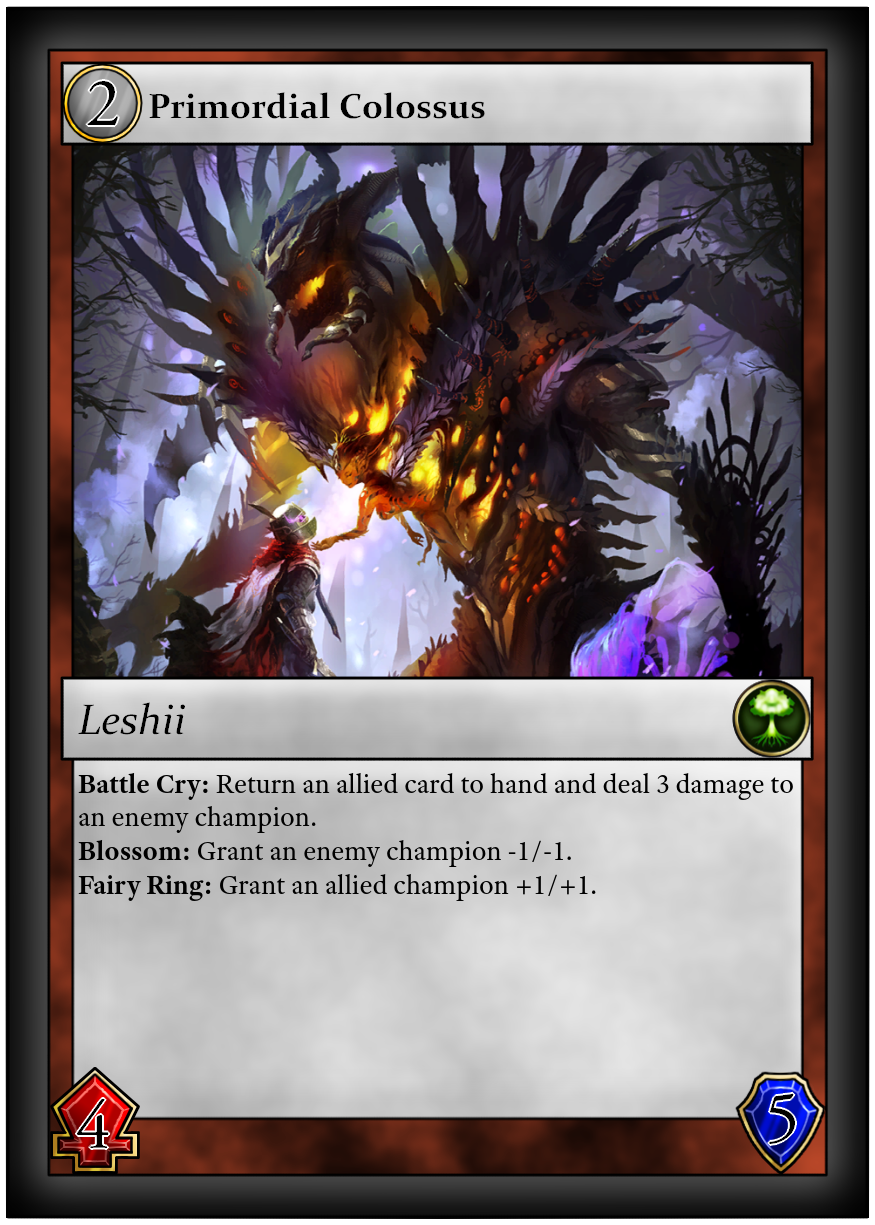 2
Primordial Colossus
Leshii
Battle Cry: Return an allied card to hand and deal 3 damage to
an enemy champion.
Blossom: Grant an enemy champion -1/-1.
Fairy Ring: Grant an allied champion +1/+1.
4
5